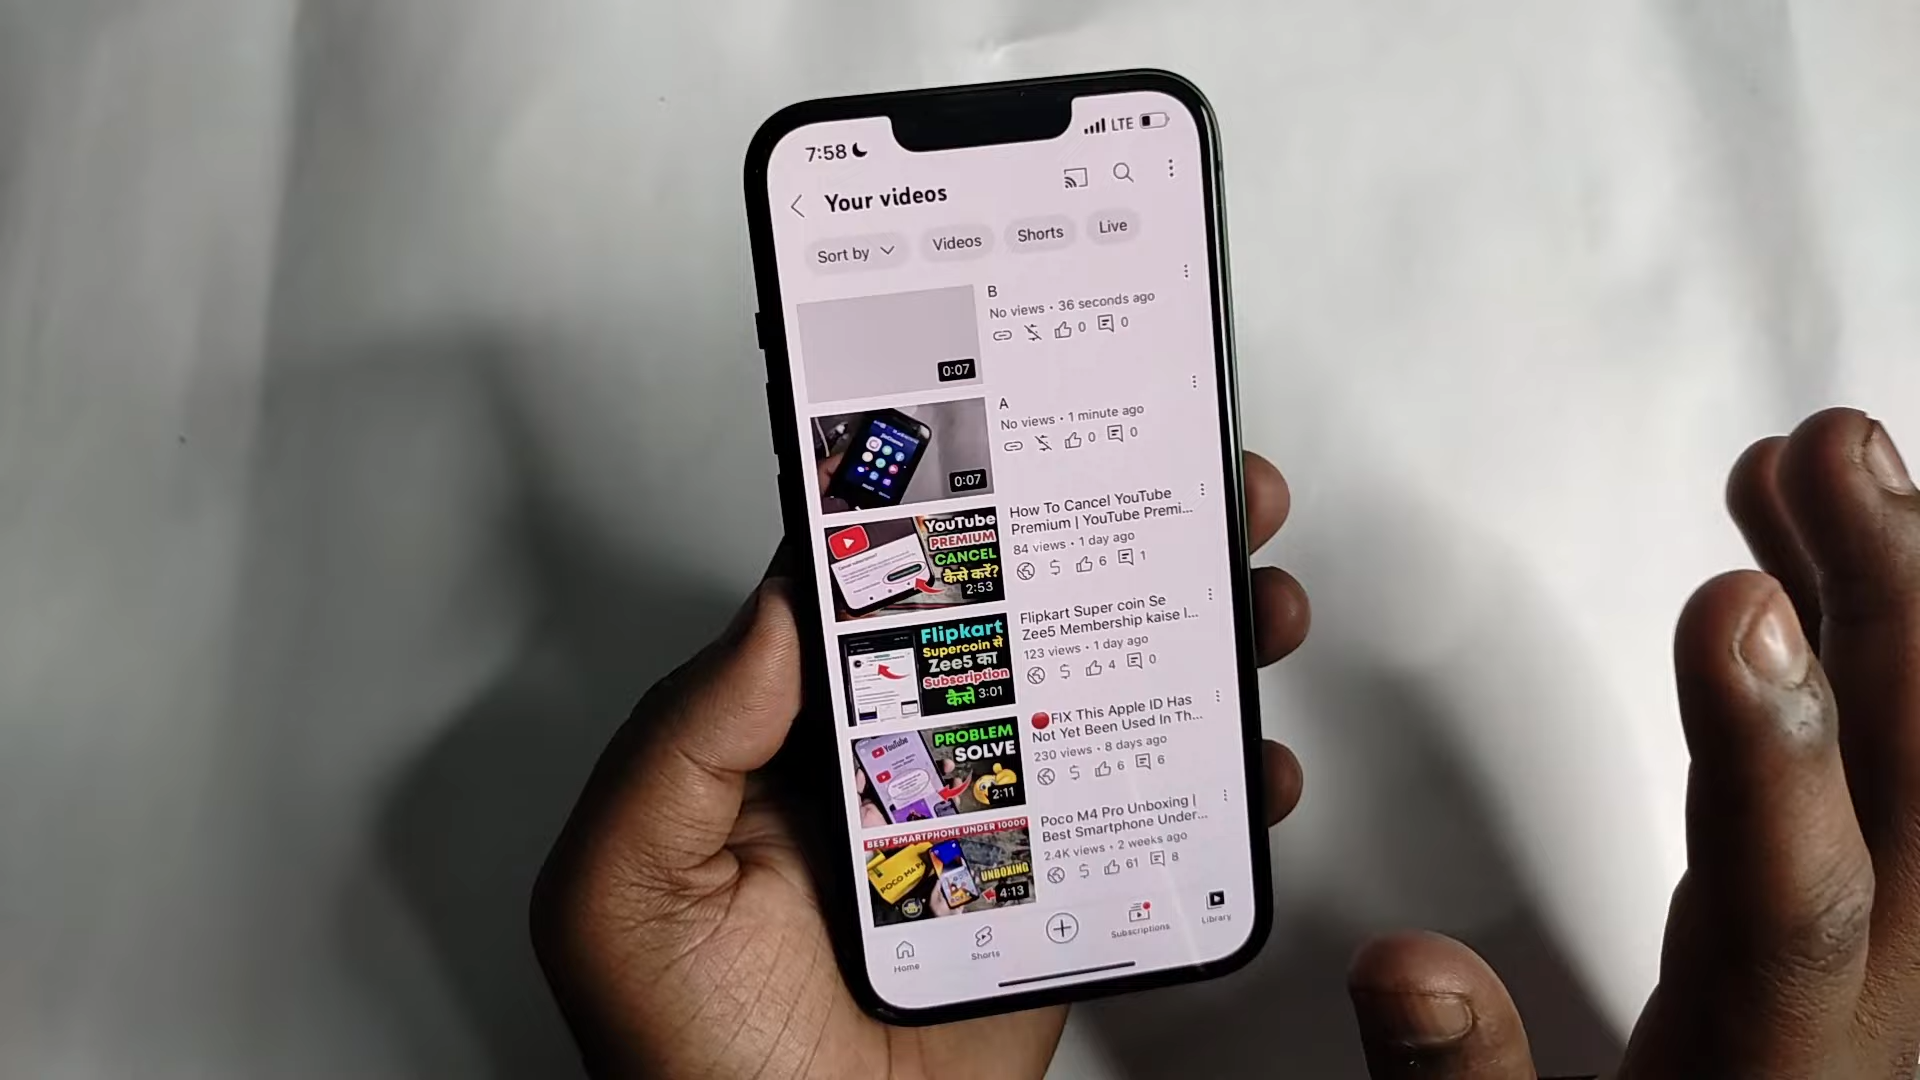 7:58
LTE
Your videos
Sort by
Videos
Shorts
Live
B
No views • 36 seconds ago
0
0
0:07
A
No views • 1 minute ago
0
0
0:07
How To Cancel YouTube
Premium | YouTube Premi...
84 views • 1 day ago
6
1
YouTube
PREMIUM
CANCEL
कैसे करें?
2:53
Flipkart Super coin Se
Zee5 Membership kaise l...
123 views • 1 day ago
4
0
Flipkart
Supercoin से
Zee5 का
Subscription
कैसे
3:01
FIX This Apple ID Has
Not Yet Been Used In Th...
230 views • 8 days ago
6
6
YouTube
PROBLEM
SOLVE
2:11
Poco M4 Pro Unboxing |
Best Smartphone Under...
2.4K views • 2 weeks ago
61
8
BEST SMARTPHONE UNDER 10000
POCO M4
UNBOXING
4:13
Home
Shorts
Subscriptions
Library